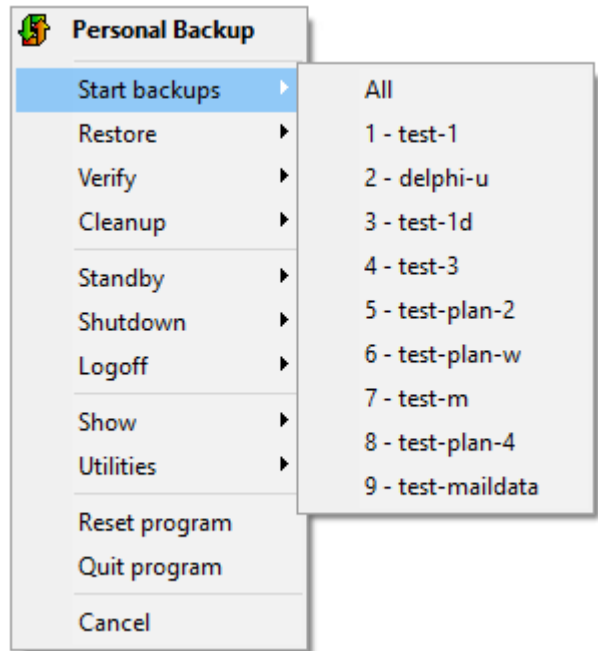 Personal Backup
Start backups
Restore
Verify
Cleanup
Standby
Shutdown
Logoff
Show
Utilities
Reset program
Quit program
Cancel
All
1 - test-1
2 - delphi-u
3 - test-1d
4 - test-3
5 - test-plan-2
6 - test-plan-w
7 - test-m
8 - test-plan-4
9 - test-maildata